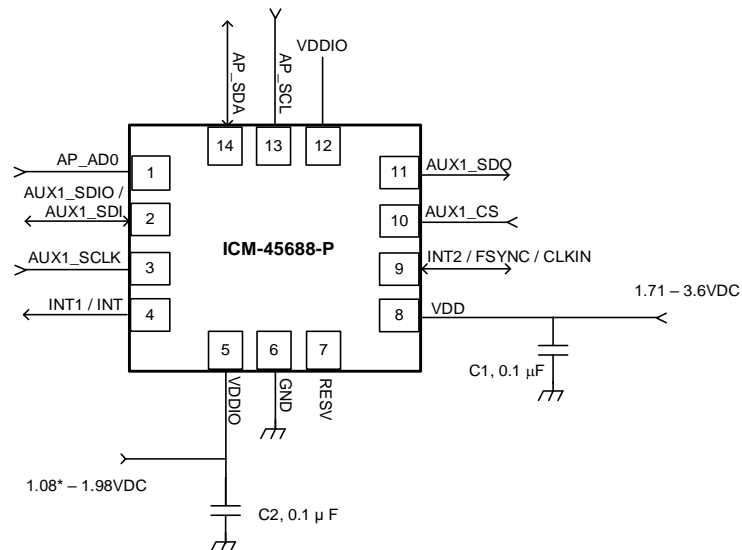 AP_SDA
AP_SCL
VDDIO
14
13
12
AP_AD0
1
11
AUX1_SDO
AUX1_SDIO /
AUX1_SDI
2
10
AUX1_CS
ICM-45688-P
AUX1_SCLK
3
9
INT2 / FSYNC / CLKIN
INT1 / INT
4
8
VDD
1.71 – 3.6VDC
5
6
7
VDDIO
GND
RESV
C1, 0.1 µF
1.08* – 1.98VDC
C2, 0.1 µ F